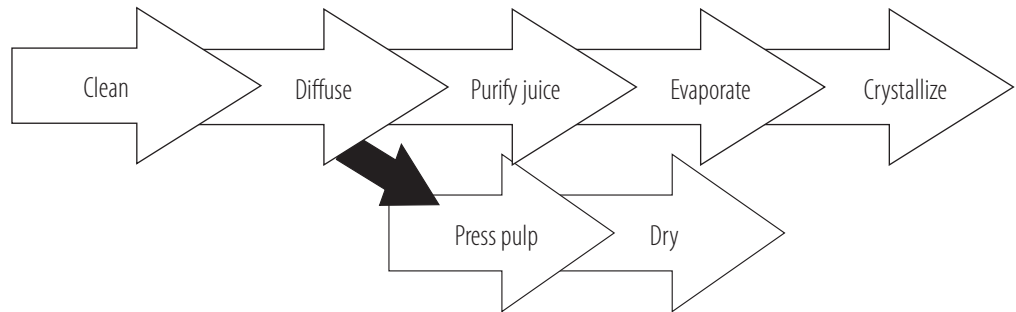 Clean
Diffuse
Purify juice
Evaporate
Crystallize
Press pulp
Dry